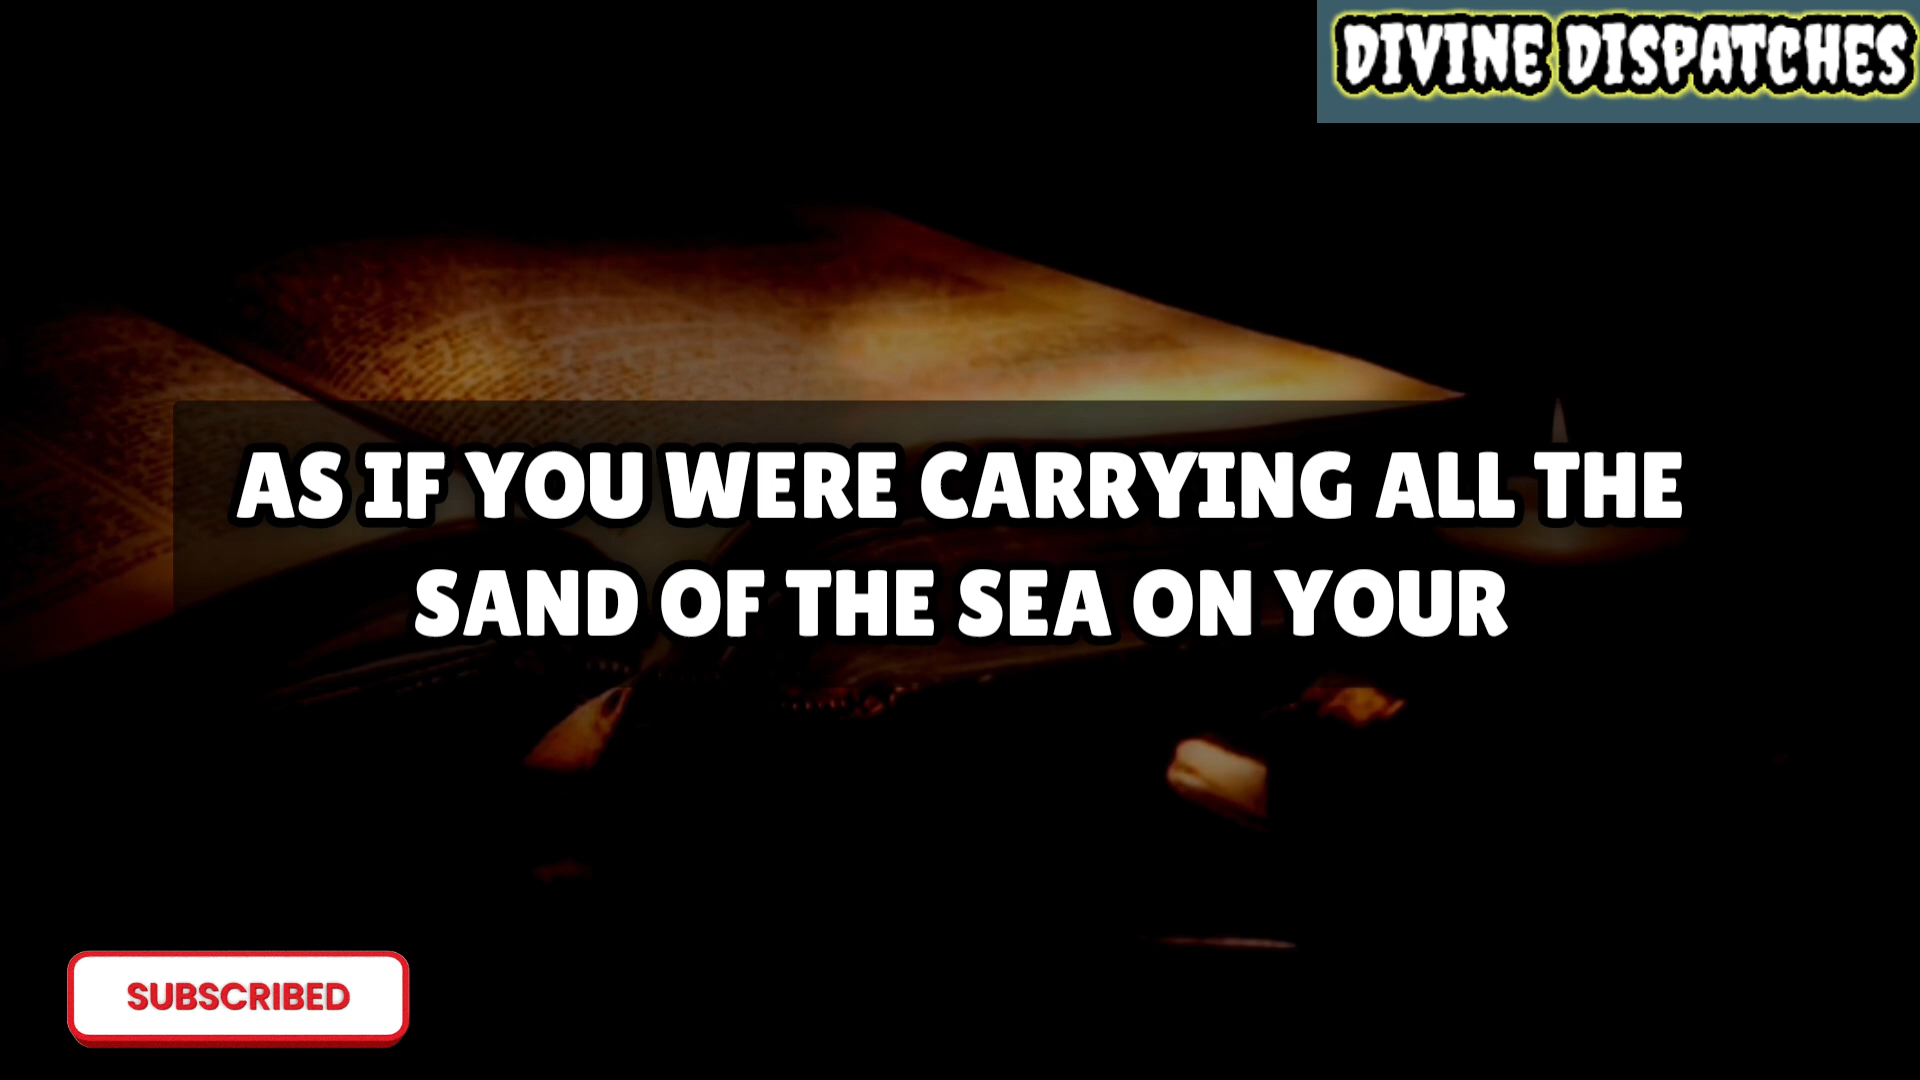 DIVINE DISPATCHES
AS IF YOU WERE CARRYING ALL THE
SAND OF THE SEA ON YOUR
SUBSCRIBED